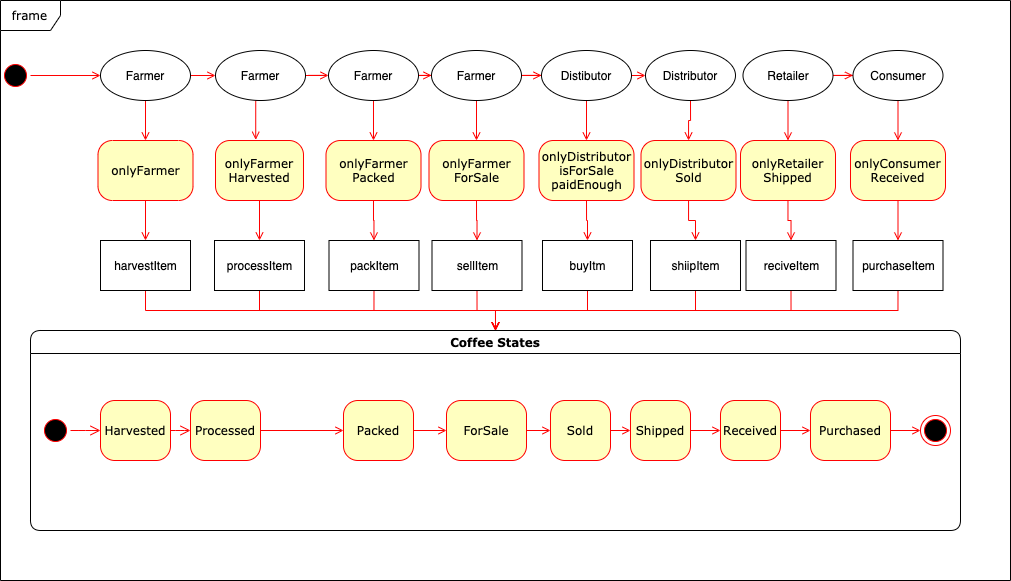 frame
Farmer
Farmer
Farmer
Farmer
Distibutor
Distributor
Retailer
Consumer
onlyFarmer
onlyFarmer
Harvested
onlyFarmer
Packed
onlyFarmer
ForSale
onlyDistributor
isForSale
paidEnough
onlyDistributor
Sold
onlyRetailer
Shipped
onlyConsumer
Received
harvestItem
processItem
packItem
sellItem
buyItm
shiipItem
reciveItem
purchaseItem
Coffee States
Harvested
Processed
Packed
ForSale
Sold
Shipped
Received
Purchased